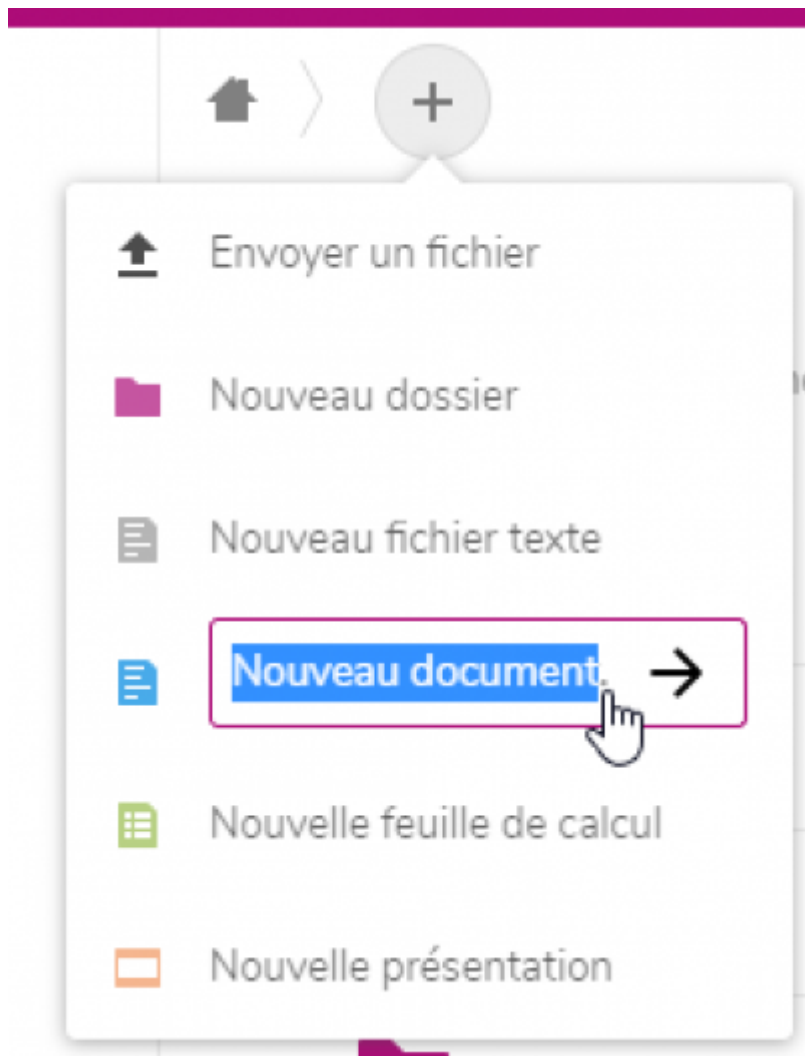 Envoyer un fichier
Nouveau dossier
Nouveau fichier texte
Nouveau document.
Nouvelle feuille de calcul
Nouvelle présentation